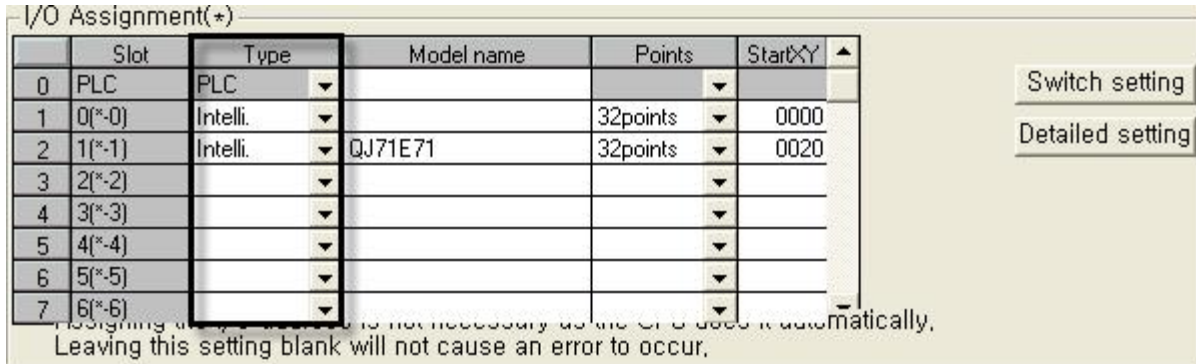 I/O Assignment(*)
Slot Type Model name Points StartXY
0 PLC PLC
1 0(*-0) Intelli. 32points 0000
2 1(*-1) Intelli. QJ71E71 32points 0020
3 2(*-2)
4 3(*-3)
5 4(*-4)
6 5(*-5)
7 6(*-6)
Switch setting
Detailed setting
Assigning the I/O address is not necessary as the CPU does it automatically,
Leaving this setting blank will not cause an error to occur,